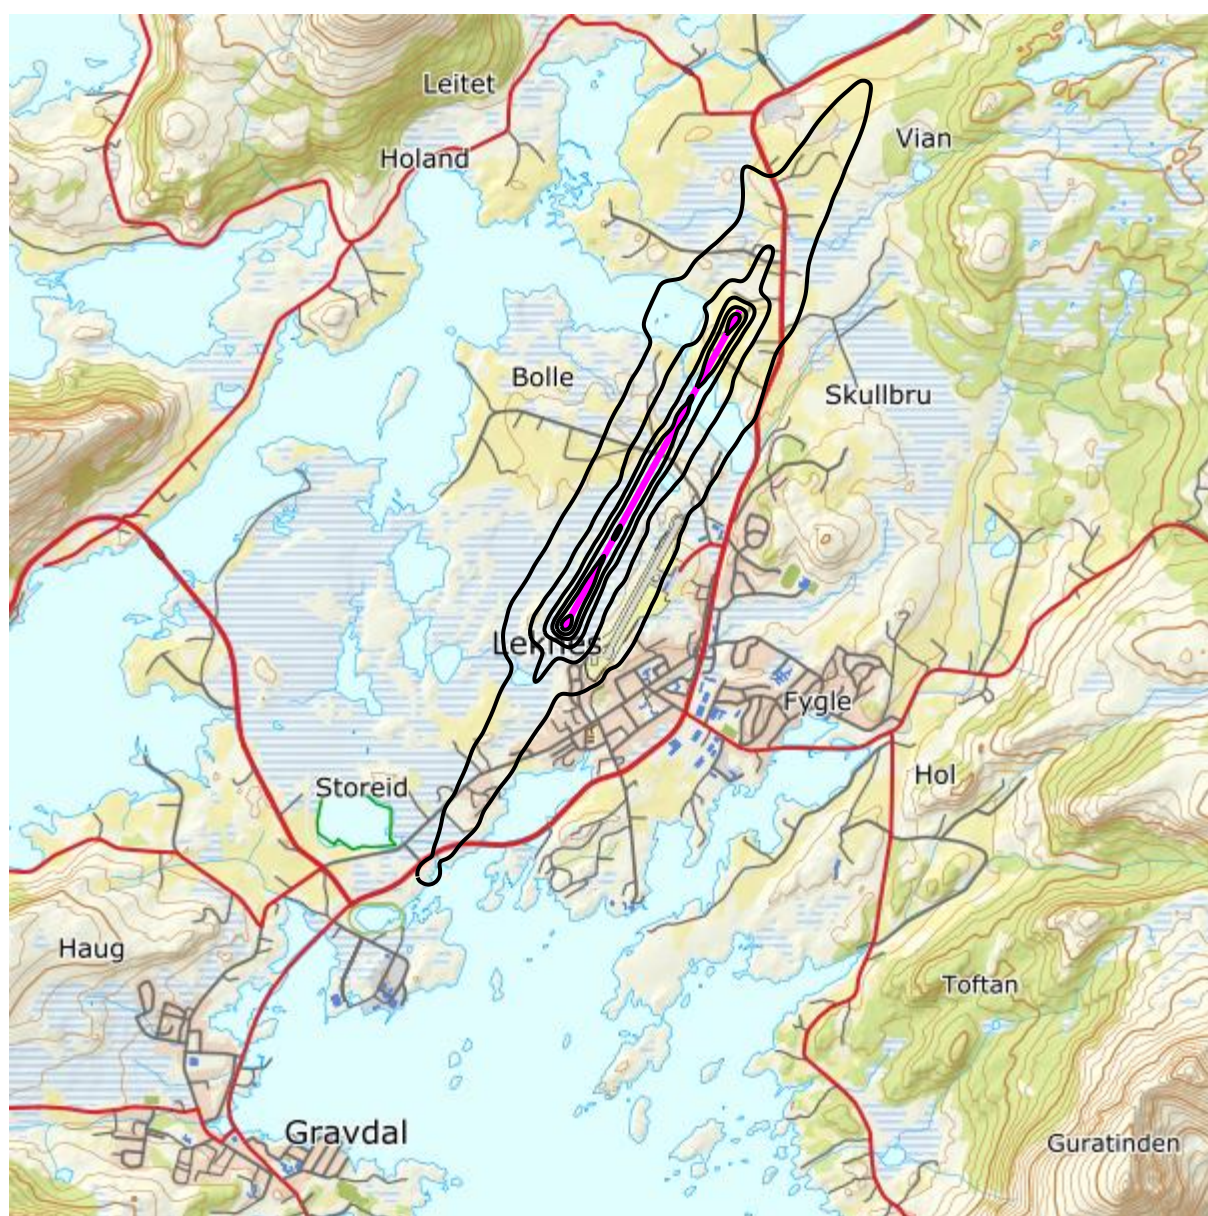 Leitet
Vian
Holand
Bolle
Skullbru
Leknes
Fygle
Hol
Storeid
Haug
Toftan
Gravdal
Guratinden